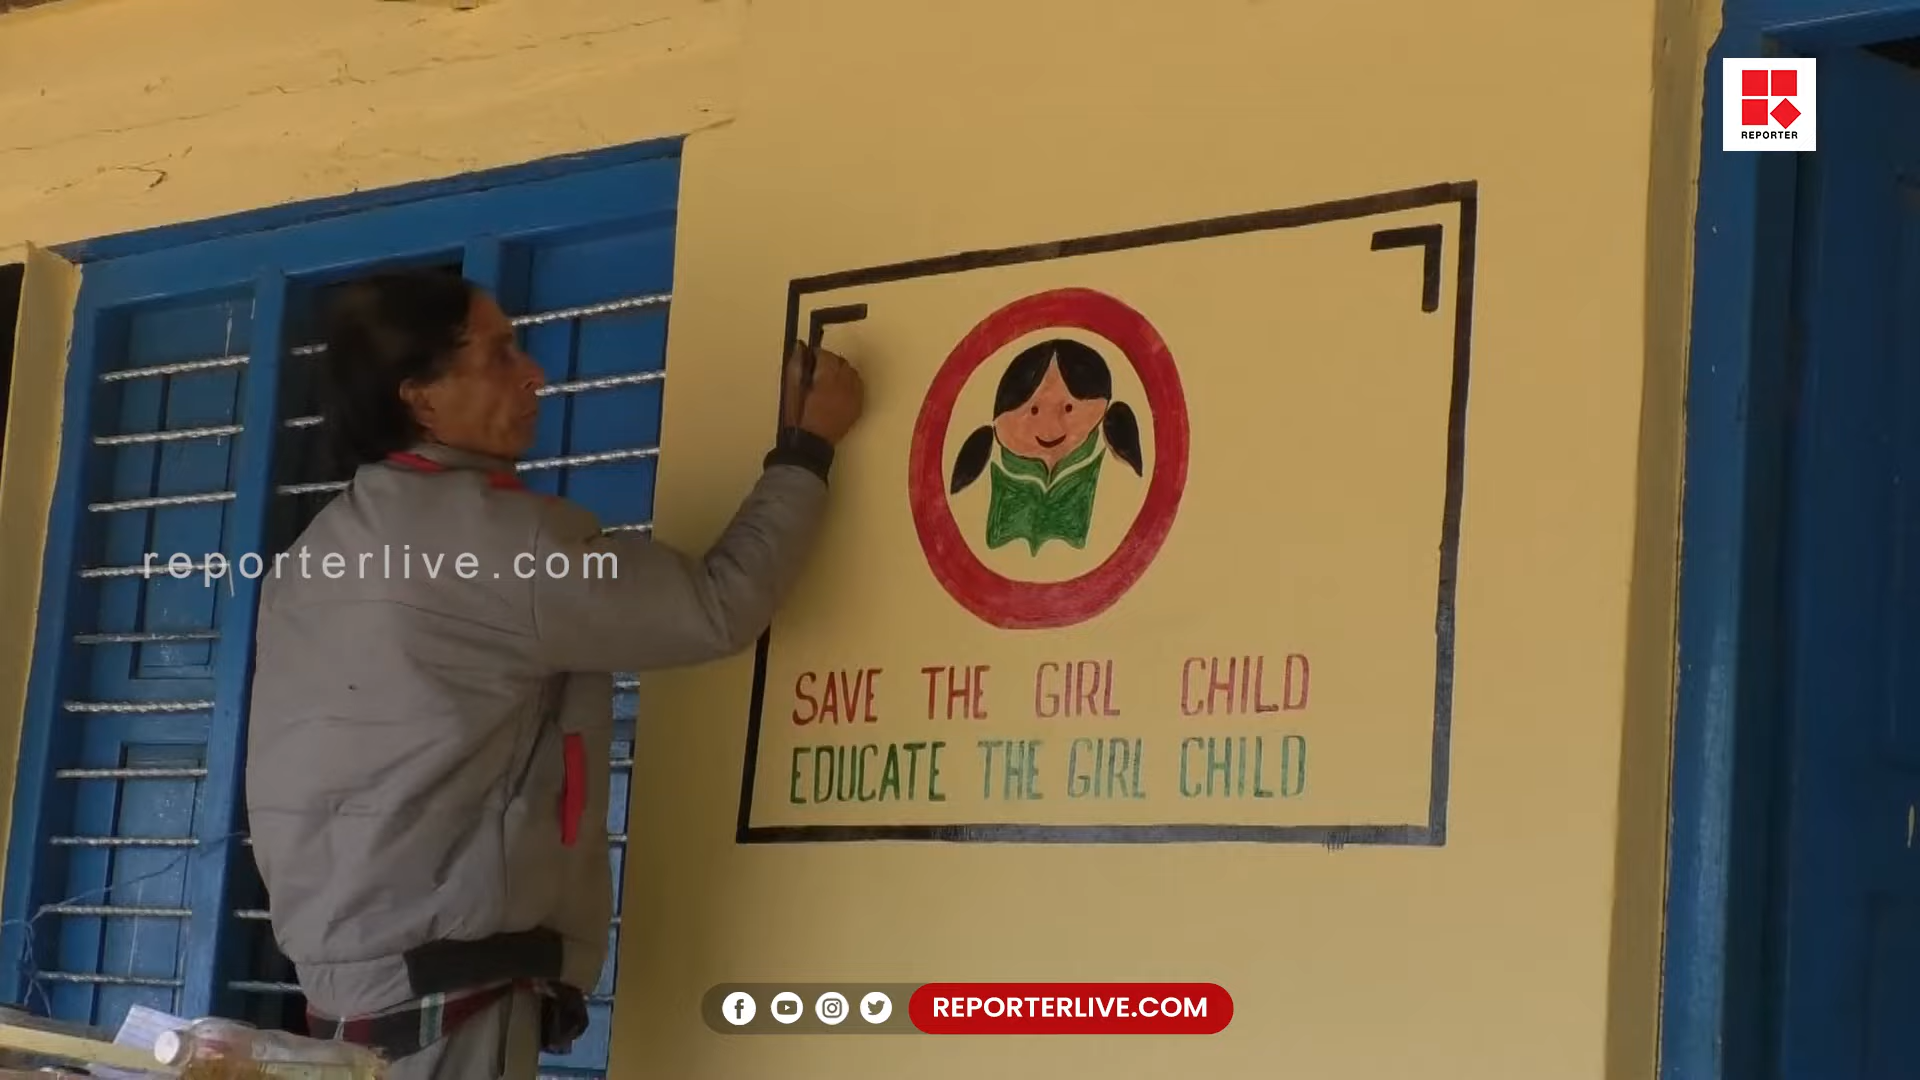 REPORTER
reporterlive.com
SAVE THE GIRL CHILD
EDUCATE THE GIRL CHILD
REPORTERLIVE.COM